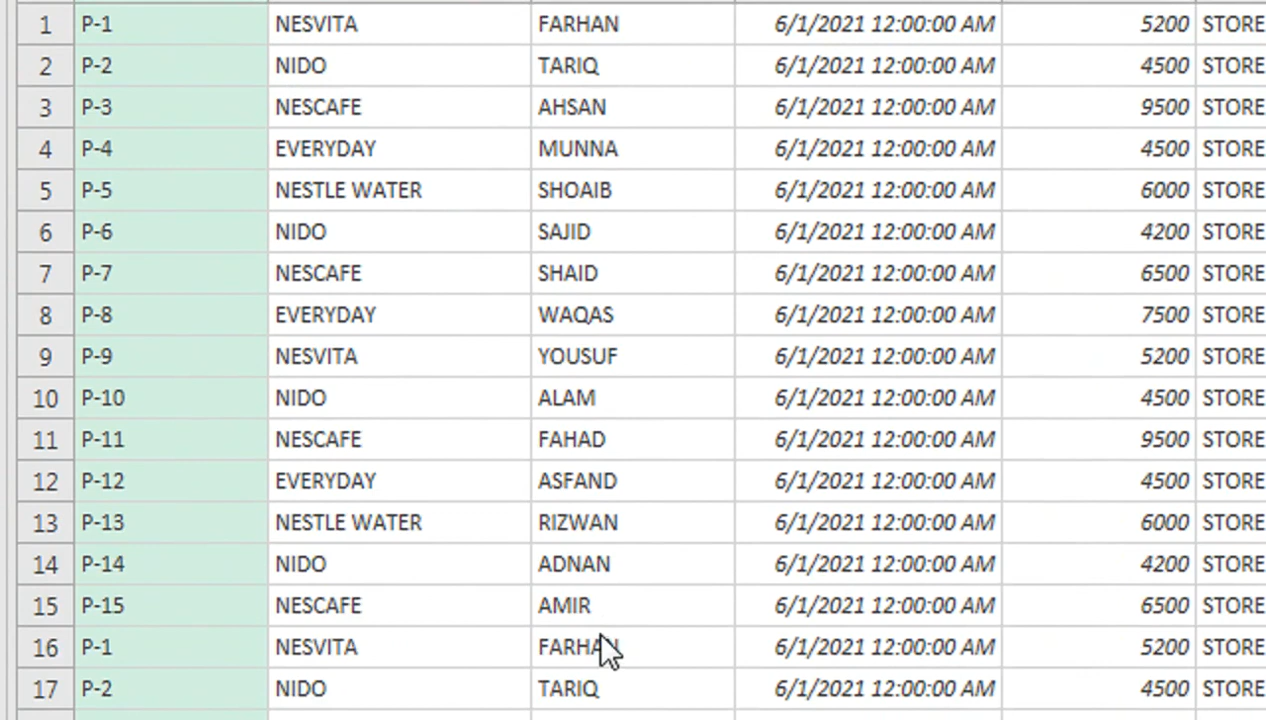 1 P-1 NESVITA FARHAN 6/1/2021 12:00:00 AM 5200 STORE
2 P-2 NIDO TARIQ 6/1/2021 12:00:00 AM 4500 STORE
3 P-3 NESCAFE AHSAN 6/1/2021 12:00:00 AM 9500 STORE
4 P-4 EVERYDAY MUNNA 6/1/2021 12:00:00 AM 4500 STORE
5 P-5 NESTLE WATER SHOAIB 6/1/2021 12:00:00 AM 6000 STORE
6 P-6 NIDO SAJID 6/1/2021 12:00:00 AM 4200 STORE
7 P-7 NESCAFE SHAID 6/1/2021 12:00:00 AM 6500 STORE
8 P-8 EVERYDAY WAQAS 6/1/2021 12:00:00 AM 7500 STORE
9 P-9 NESVITA YOUSUF 6/1/2021 12:00:00 AM 5200 STORE
10 P-10 NIDO ALAM 6/1/2021 12:00:00 AM 4500 STORE
11 P-11 NESCAFE FAHAD 6/1/2021 12:00:00 AM 9500 STORE
12 P-12 EVERYDAY ASFAND 6/1/2021 12:00:00 AM 4500 STORE
13 P-13 NESTLE WATER RIZWAN 6/1/2021 12:00:00 AM 6000 STORE
14 P-14 NIDO ADNAN 6/1/2021 12:00:00 AM 4200 STORE
15 P-15 NESCAFE AMIR 6/1/2021 12:00:00 AM 6500 STORE
16 P-1 NESVITA FARHAN 6/1/2021 12:00:00 AM 5200 STORE
17 P-2 NIDO TARIQ 6/1/2021 12:00:00 AM 4500 STORE